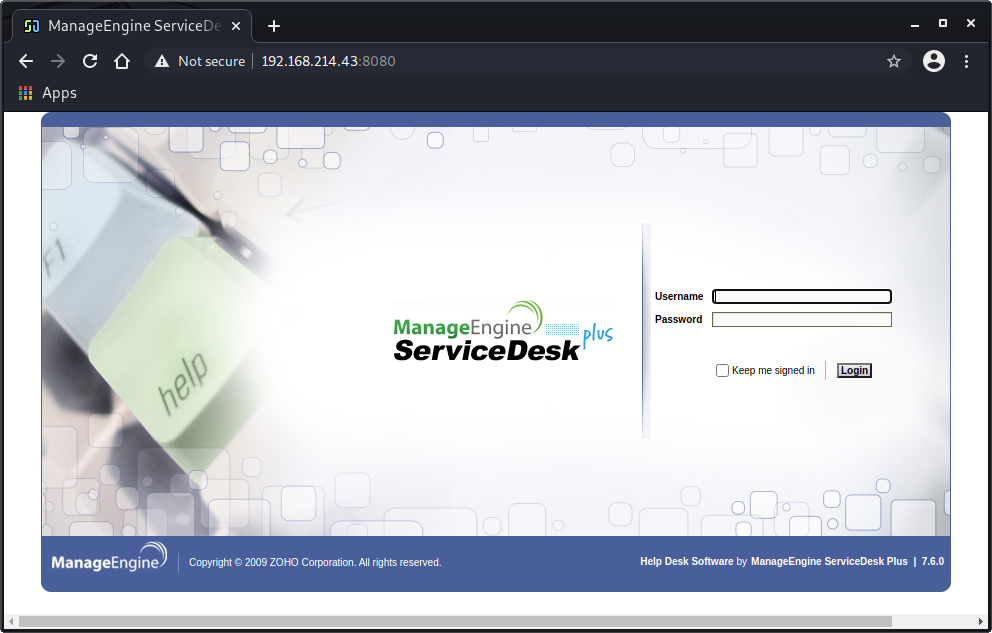 ManageEngine ServiceDe
Not secure
192.168.214.43:8080
Apps
F1
help
ManageEngine
ServiceDesk plus
Username
Password
Keep me signed in
Login
ManageEngine
Copyright © 2009 ZOHO Corporation. All rights reserved.
Help Desk Software by ManageEngine ServiceDesk Plus | 7.6.0